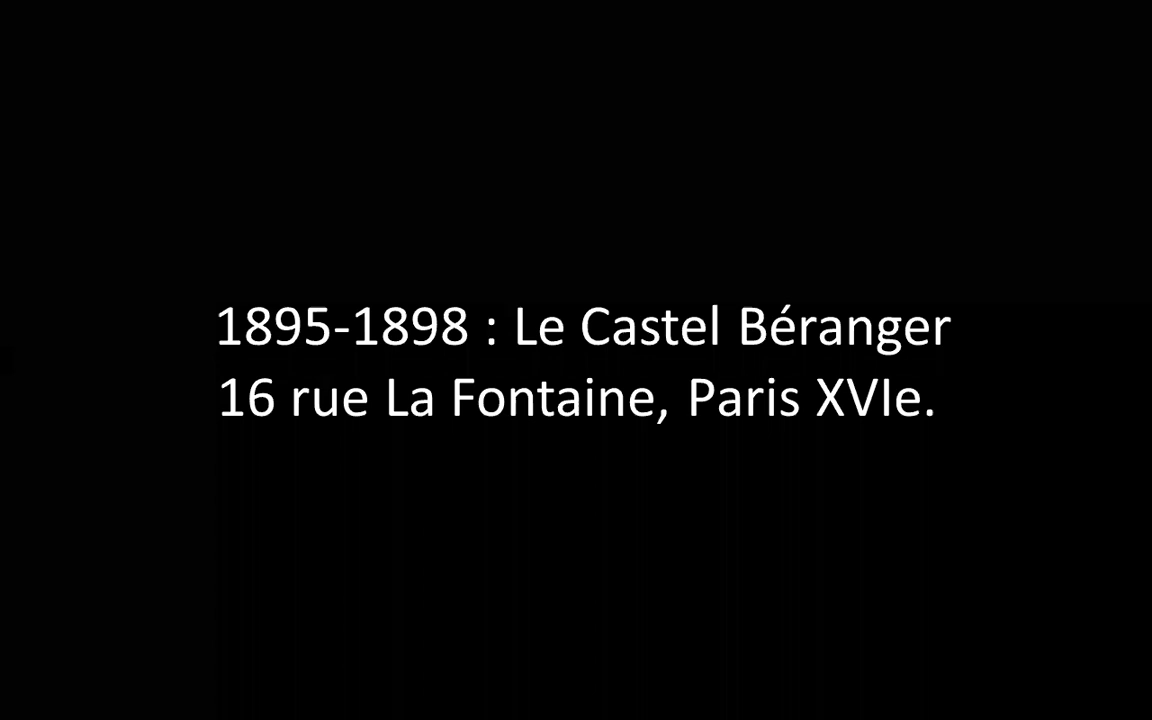 1895-1898 : Le Castel Béranger
16 rue La Fontaine, Paris XVIe.